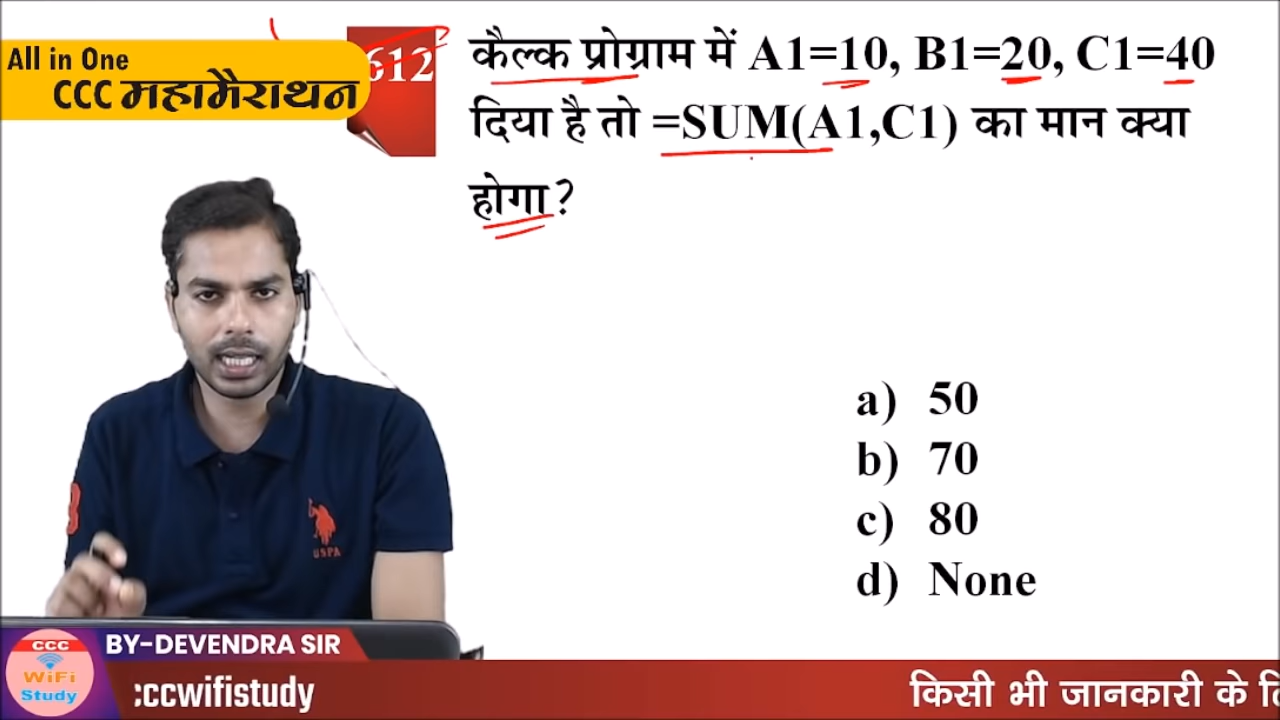 All in One
CCC महामैराथन
612
कैल्क प्रोग्राम में A1=10, B1=20, C1=40
दिया है तो =SUM(A1,C1) का मान क्या
होगा?
a) 50
b) 70
c) 80
d) None
USPA
CCC
WiFi
Study
BY-DEVENDRA SIR
:ccwifistudy
किसी भी जानकारी के